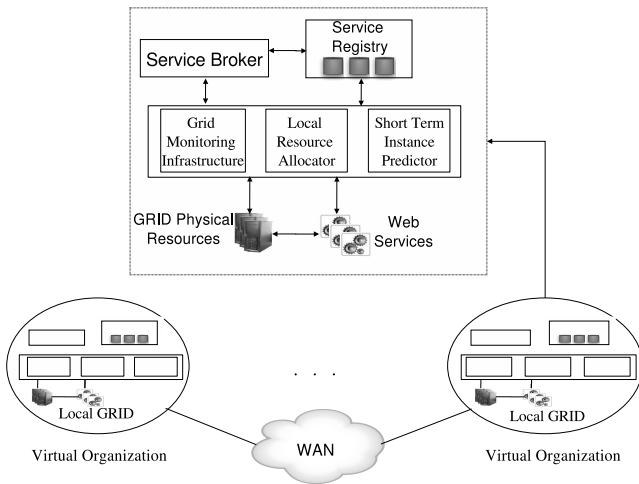 Service
Registry
Service Broker
Grid
Monitoring
Infrastructure
Local
Resource
Allocator
Short Term
Instance
Predictor
GRID Physical
Resources
Web
Services
. . .
Local GRID
Local GRID
WAN
Virtual Organization
Virtual Organization